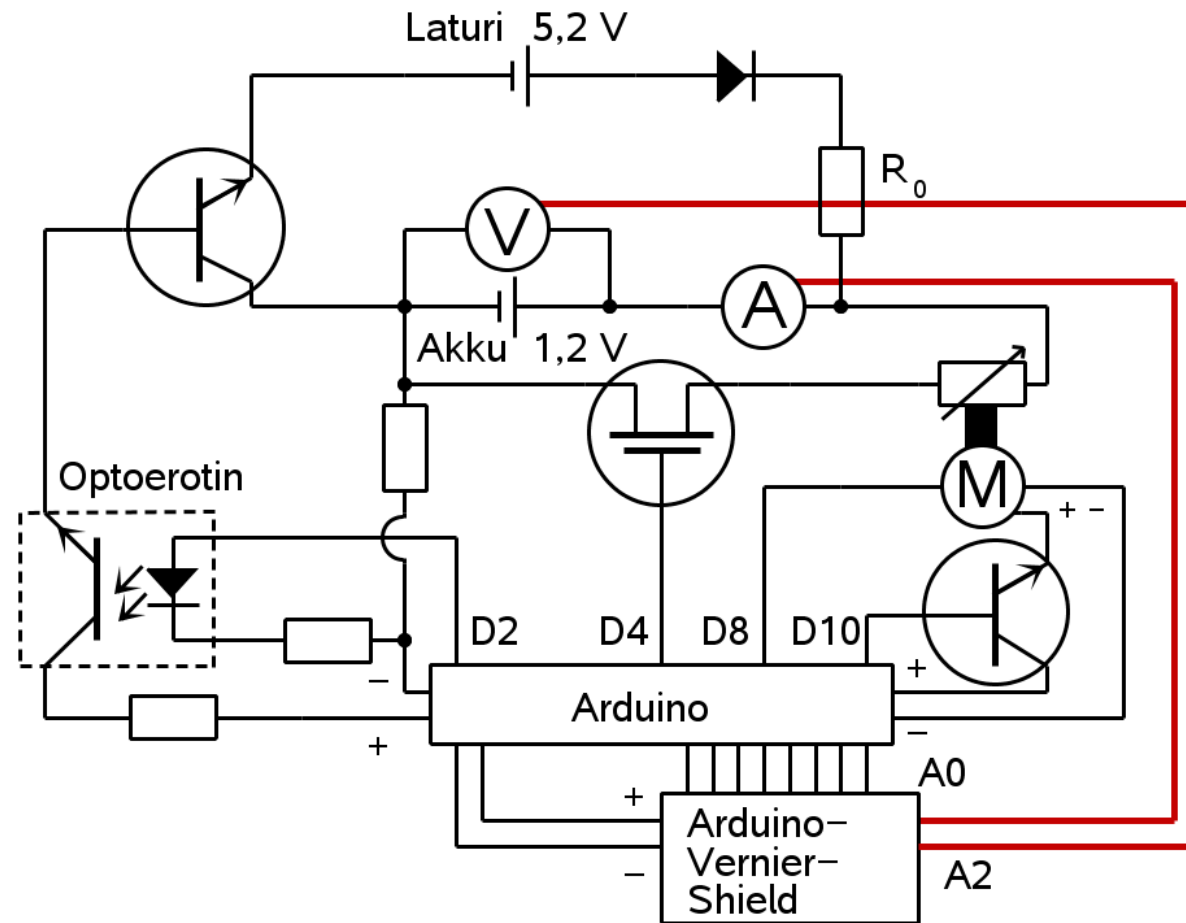 Laturi 5,2 V
R₀
V
A
Akku 1,2 V
Optoerotin
M
+ −
D2 D4 D8 D10
+
−
Arduino
+
−
A0
+
Arduino−
Vernier−
Shield
−
A2